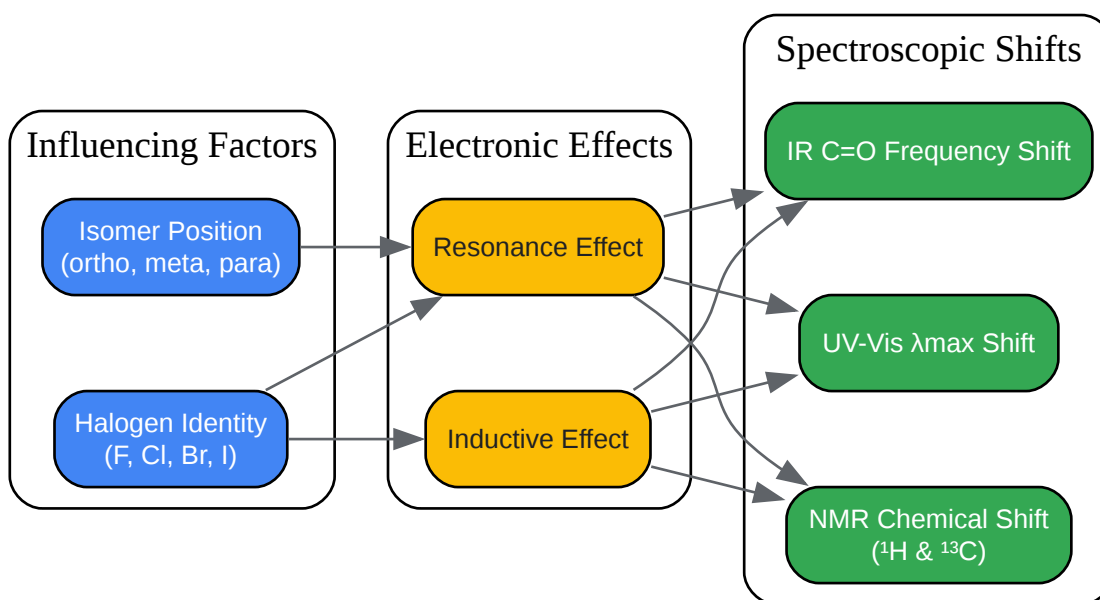 Influencing Factors
Isomer Position
(ortho, meta, para)
Halogen Identity
(F, Cl, Br, I)
Electronic Effects
Resonance Effect
Inductive Effect
Spectroscopic Shifts
IR C=O Frequency Shift
UV-Vis λmax Shift
NMR Chemical Shift
(¹H & ¹³C)